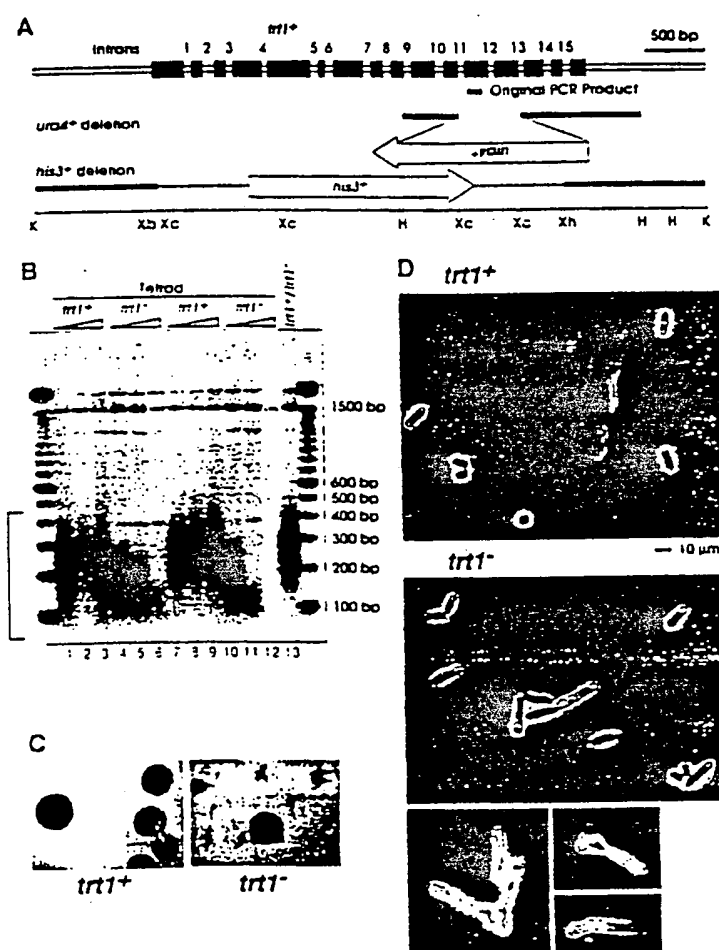 A
trt1+
500 bp
Introns 1 2 3 4 5 6 7 8 9 10 11 12 13 14 15
Original PCR Product
ura4+ deletion
ura4+
his3+ deletion
his3+
K Xb Xc Xc H Xc Xc Xh H H K
B
Tetrad
trt1+ trt1- trt1+ trt1-
trt1+/trt1-
1500 bp
600 bp
500 bp
400 bp
300 bp
200 bp
100 bp
1 2 3 4 5 6 7 8 9 10 11 12 13
C
trt1+
trt1-
D
trt1+
10 µm
trt1-